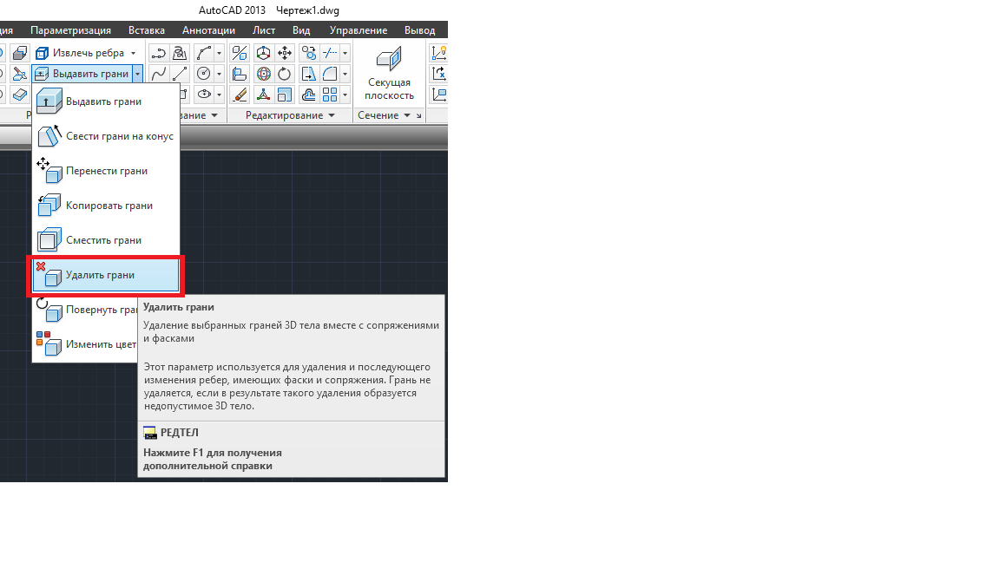 AutoCAD 2013 Чертеж1.dwg
ция Параметризация Вставка Аннотации Лист Вид Управление Вывод
Извлечь ребра
Выдавить грани
Секущая
плоскость
Р
вание Редактирование Сечение
Выдавить грани
Свести грани на конус
Перенести грани
Копировать грани
Сместить грани
Удалить грани
Повернуть гра
Изменить цвет
Удалить грани
Удаление выбранных граней 3D тела вместе с сопряжениями
и фасками
Этот параметр используется для удаления и последующего
изменения ребер, имеющих фаски и сопряжения. Грань не
удаляется, если в результате такого удаления образуется
недопустимое 3D тело.
РЕДТЕЛ
Нажмите F1 для получения
дополнительной справки